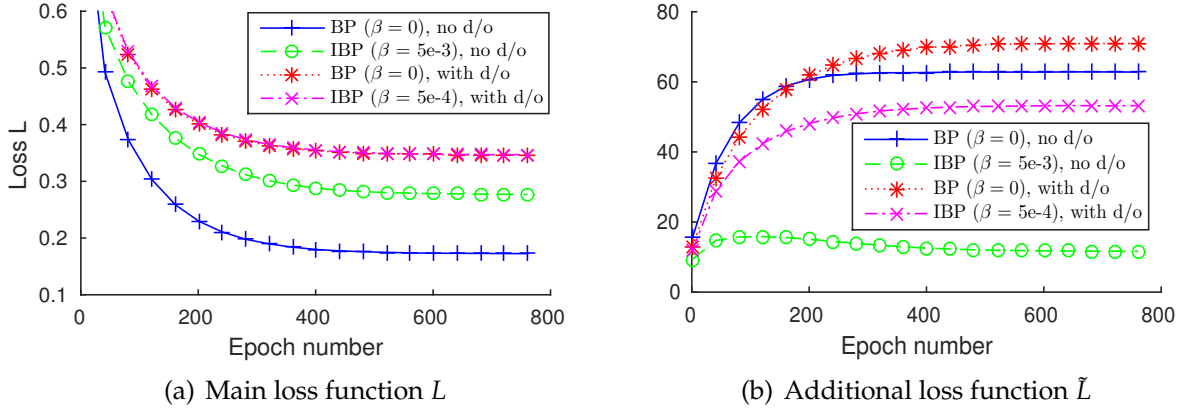 0.6
0.5
0.4
0.3
0.2
0.1
Loss L
BP (β = 0), no d/o
IBP (β = 5e-3), no d/o
BP (β = 0), with d/o
IBP (β = 5e-4), with d/o
0 200 400 600 800
Epoch number
(a) Main loss function L
80
60
40
20
0
BP (β = 0), no d/o
IBP (β = 5e-3), no d/o
BP (β = 0), with d/o
IBP (β = 5e-4), with d/o
0 200 400 600 800
Epoch number
(b) Additional loss function L̃